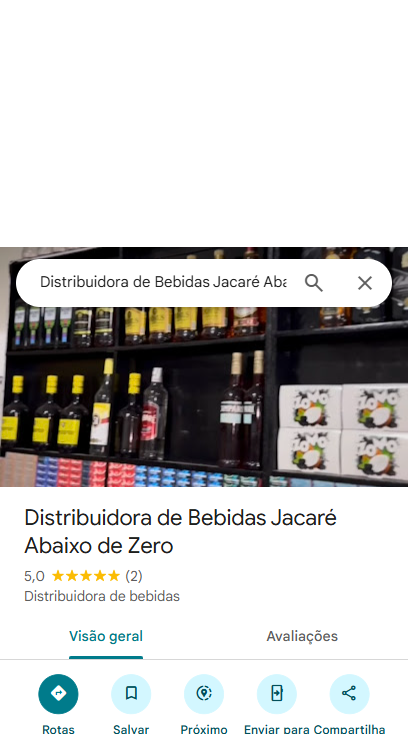 Distribuidora de Bebidas Jacaré Aba
Distribuidora de Bebidas Jacaré
Abaixo de Zero
5,0 ★★★★★ (2)
Distribuidora de bebidas
Visão geral Avaliações
Rotas Salvar Próximo Enviar para Compartilha